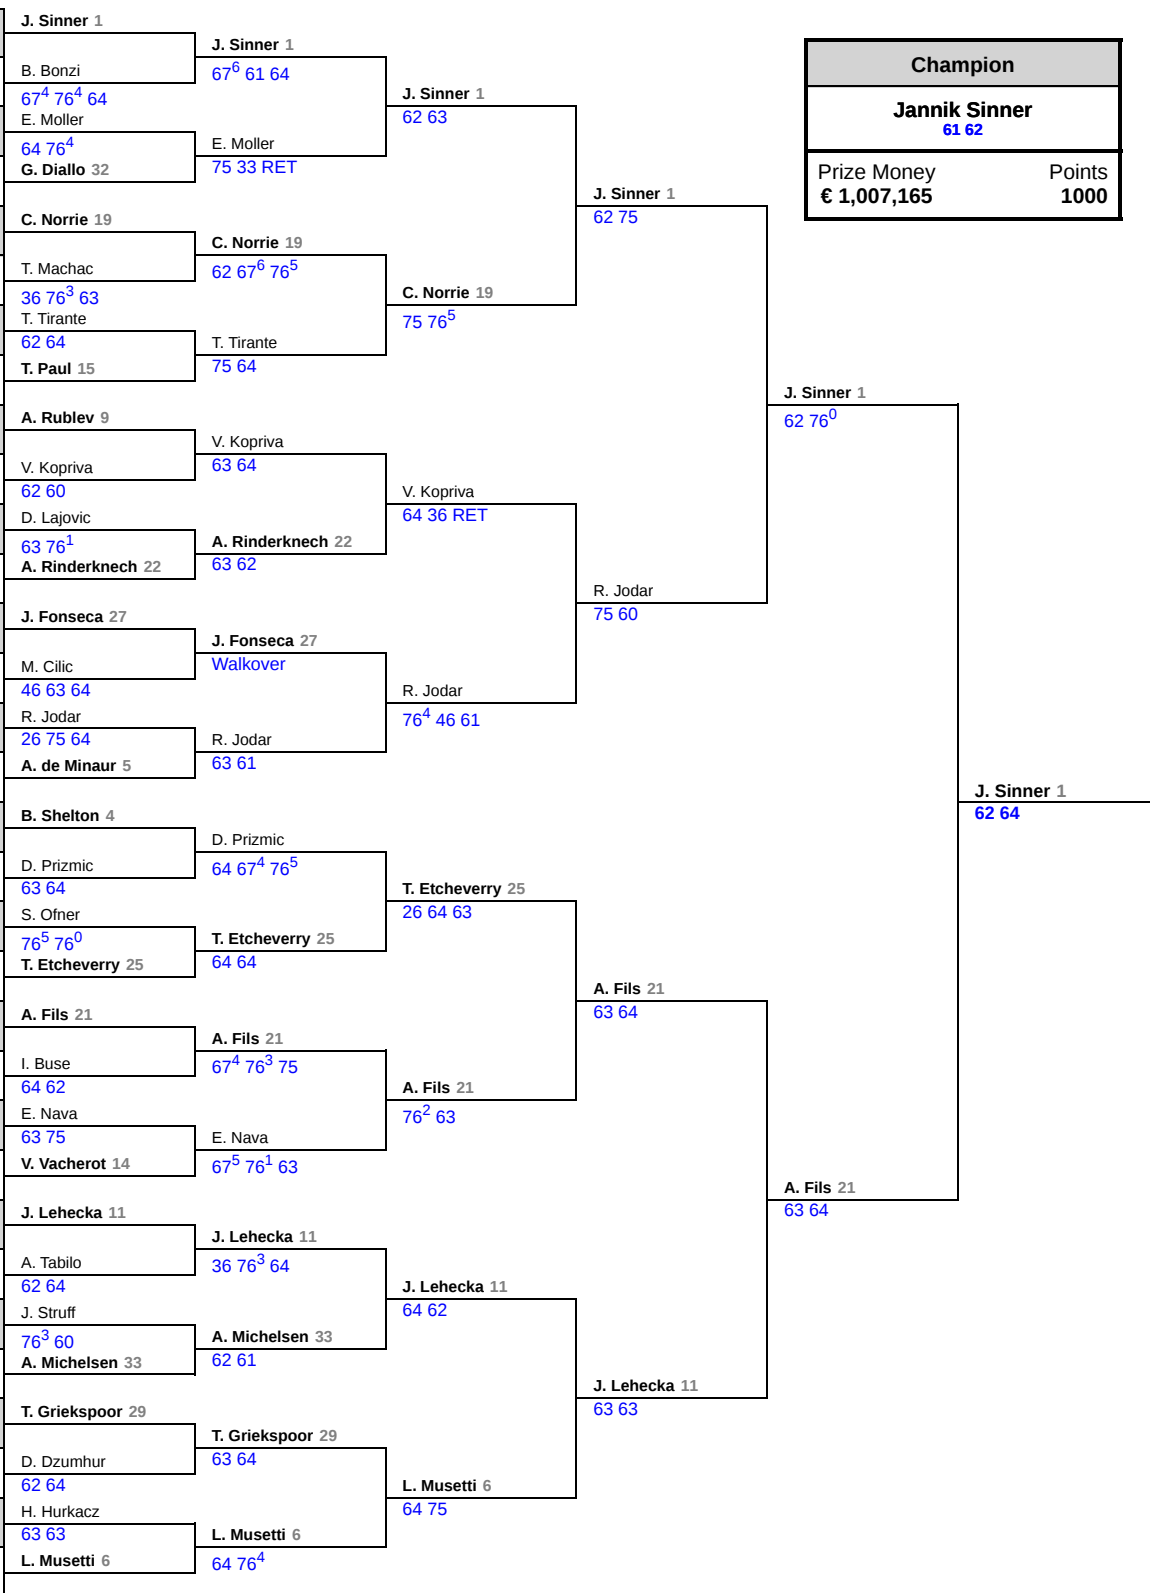 J. Sinner 1
B. Bonzi
67⁴ 76⁴ 64
E. Moller
64 76⁴
G. Diallo 32
C. Norrie 19
T. Machac
36 76³ 63
T. Tirante
62 64
T. Paul 15
A. Rublev 9
V. Kopriva
62 60
D. Lajovic
63 76¹
A. Rinderknech 22
J. Fonseca 27
M. Cilic
46 63 64
R. Jodar
26 75 64
A. de Minaur 5
B. Shelton 4
D. Prizmic
63 64
S. Ofner
76⁵ 76⁰
T. Etcheverry 25
A. Fils 21
I. Buse
64 62
E. Nava
63 75
V. Vacherot 14
J. Lehecka 11
A. Tabilo
62 64
J. Struff
76³ 60
A. Michelsen 33
T. Griekspoor 29
D. Dzumhur
62 64
H. Hurkacz
63 63
L. Musetti 6
J. Sinner 1
67⁶ 61 64
E. Moller
75 33 RET
C. Norrie 19
62 67⁶ 76⁵
T. Tirante
75 64
V. Kopriva
63 64
A. Rinderknech 22
63 62
J. Fonseca 27
Walkover
R. Jodar
63 61
D. Prizmic
64 67⁴ 76⁵
T. Etcheverry 25
64 64
A. Fils 21
67⁴ 76³ 75
E. Nava
67⁵ 76¹ 63
J. Lehecka 11
36 76³ 64
A. Michelsen 33
62 61
T. Griekspoor 29
63 64
L. Musetti 6
64 76⁴
J. Sinner 1
62 63
C. Norrie 19
75 76⁵
V. Kopriva
64 36 RET
R. Jodar
76⁴ 46 61
T. Etcheverry 25
26 64 63
A. Fils 21
76² 63
J. Lehecka 11
64 62
L. Musetti 6
64 75
J. Sinner 1
62 75
R. Jodar
75 60
A. Fils 21
63 64
J. Lehecka 11
63 63
J. Sinner 1
62 76⁰
A. Fils 21
63 64
J. Sinner 1
62 64
Champion
Jannik Sinner
61 62
Prize Money Points
€ 1,007,165 1000